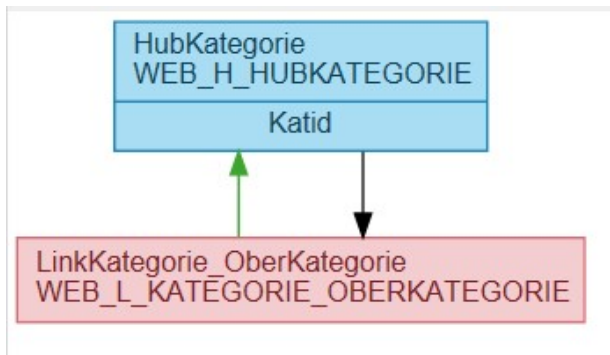 HubKategorie
WEB_H_HUBKATEGORIE
Katid
LinkKategorie_OberKategorie
WEB_L_KATEGORIE_OBERKATEGORIE